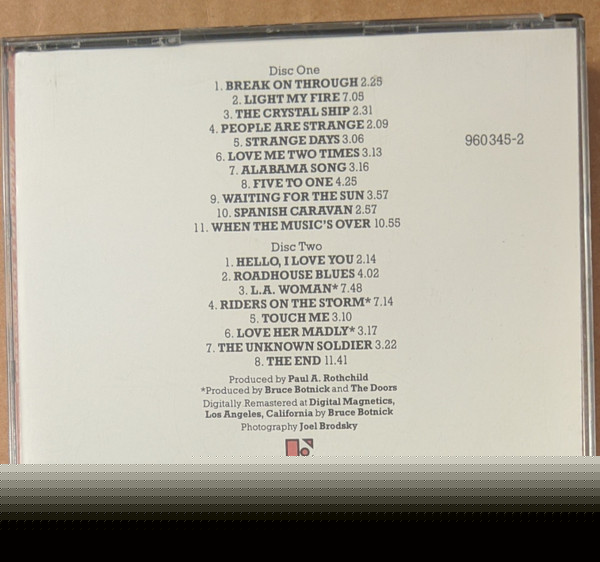 Disc One
1. BREAK ON THROUGH 2.25
2. LIGHT MY FIRE 7.05
3. THE CRYSTAL SHIP 2.31
4. PEOPLE ARE STRANGE 2.09
5. STRANGE DAYS 3.06
960 345-2
6. LOVE ME TWO TIMES 3.13
7. ALABAMA SONG 3.16
8. FIVE TO ONE 4.25
9. WAITING FOR THE SUN 3.57
10. SPANISH CARAVAN 2.57
11. WHEN THE MUSIC'S OVER 10.55
Disc Two
1. HELLO, I LOVE YOU 2.14
2. ROADHOUSE BLUES 4.02
3. L.A. WOMAN* 7.48
4. RIDERS ON THE STORM* 7.14
5. TOUCH ME 3.10
6. LOVE HER MADLY* 3.17
7. THE UNKNOWN SOLDIER 3.22
8. THE END 11.41
Produced by Paul A. Rothchild
*Produced by Bruce Botnick and The Doors
Digitally Remastered at Digital Magnetics,
Los Angeles, California by Bruce Botnick
Photography Joel Brodsky